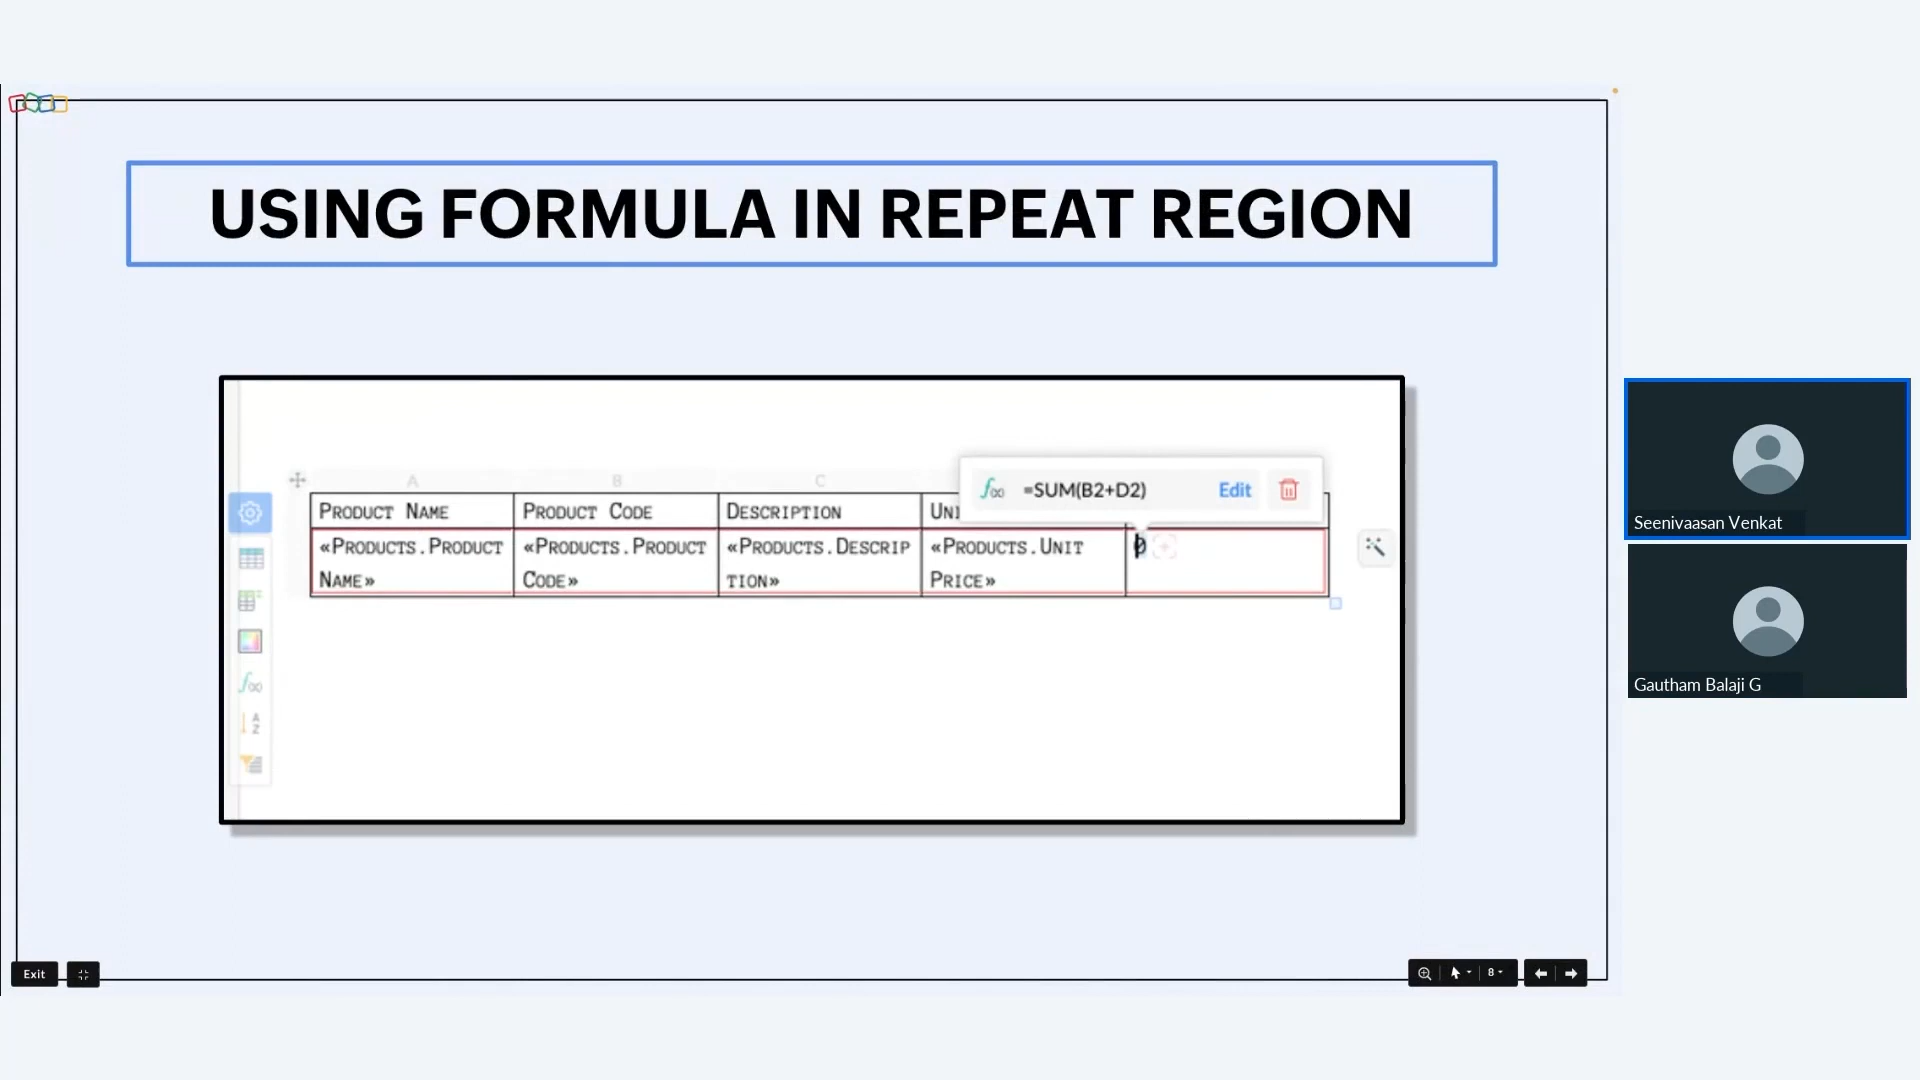 USING FORMULA IN REPEAT REGION
A B C
=SUM(B2+D2) Edit
PRODUCT NAME PRODUCT CODE DESCRIPTION UNI
«PRODUCTS.PRODUCT «PRODUCTS.PRODUCT «PRODUCTS.DESCRIP «PRODUCTS.UNIT 0
NAME» CODE» TION» PRICE»
Seenivaasan Venkat
Gautham Balaji G
Exit
8